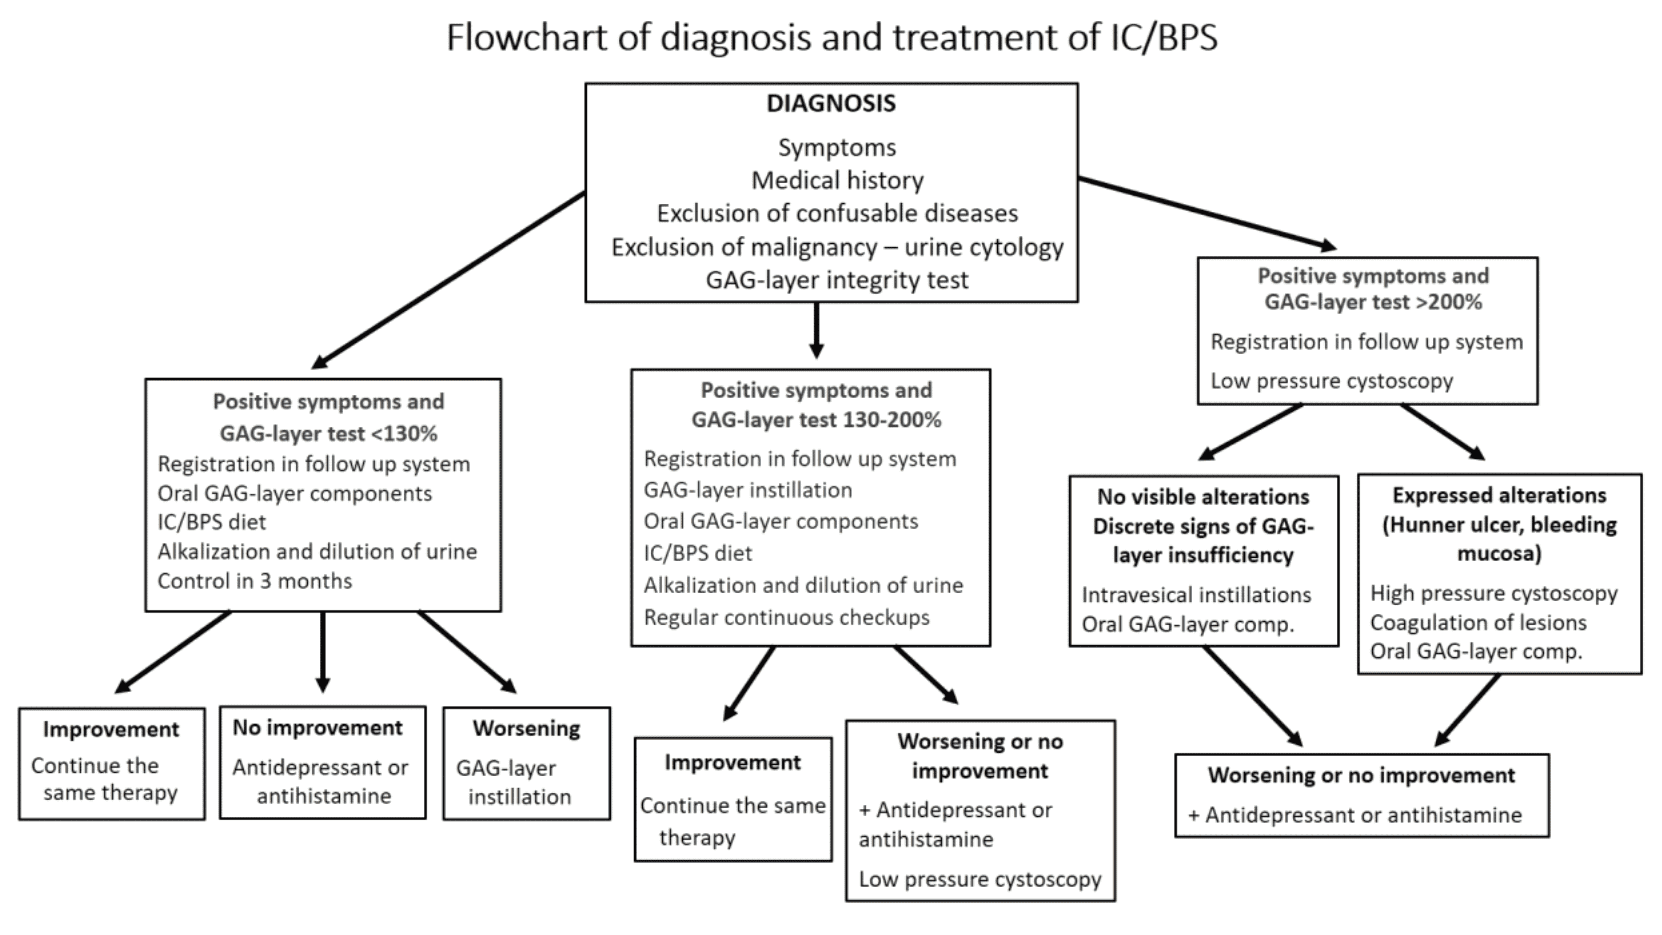 Flowchart of diagnosis and treatment of IC/BPS
DIAGNOSIS
Symptoms
Medical history
Exclusion of confusable diseases
Exclusion of malignancy – urine cytology
GAG-layer integrity test
Positive symptoms and
GAG-layer test <130%
Registration in follow up system
Oral GAG-layer components
IC/BPS diet
Alkalization and dilution of urine
Control in 3 months
Improvement
Continue the
same therapy
No improvement
Antidepressant or
antihistamine
Worsening
GAG-layer
instillation
Positive symptoms and
GAG-layer test 130-200%
Registration in follow up system
GAG-layer instillation
Oral GAG-layer components
IC/BPS diet
Alkalization and dilution of urine
Regular continuous checkups
Improvement
Continue the same
therapy
Worsening or no
improvement
+ Antidepressant or
antihistamine
Low pressure cystoscopy
Positive symptoms and
GAG-layer test >200%
Registration in follow up system
Low pressure cystoscopy
No visible alterations
Discrete signs of GAG-
layer insufficiency
Intravesical instillations
Oral GAG-layer comp.
Expressed alterations
(Hunner ulcer, bleeding
mucosa)
High pressure cystoscopy
Coagulation of lesions
Oral GAG-layer comp.
Worsening or no improvement
+ Antidepressant or antihistamine